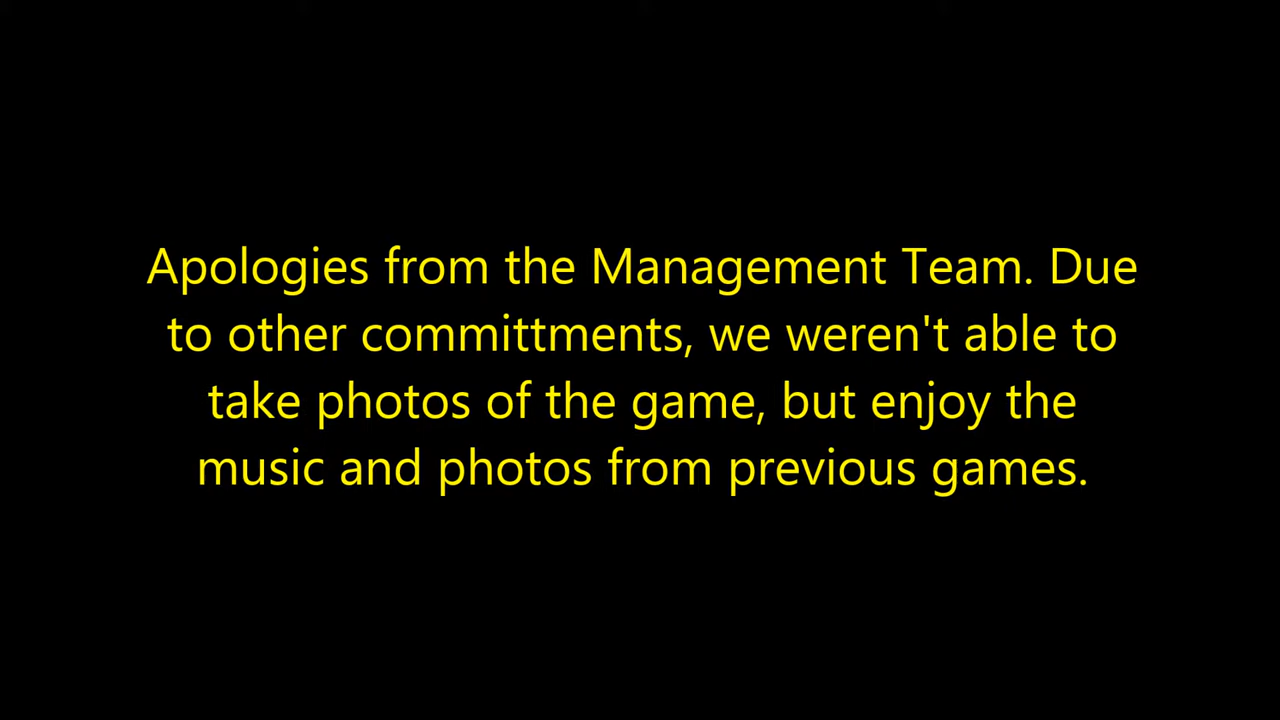 Apologies from the Management Team. Due
to other committments, we weren't able to
take photos of the game, but enjoy the
music and photos from previous games.